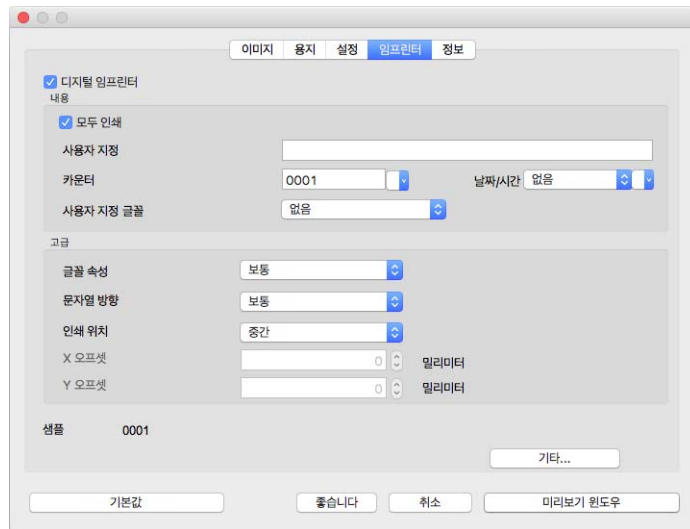 이미지 용지 설정 임프린터 정보
디지털 임프린터
내용
모두 인쇄
사용자 지정
카운터 0001 날짜/시간 없음
사용자 지정 글꼴 없음
고급
글꼴 속성 보통
문자열 방향 보통
인쇄 위치 중간
X 오프셋 0 밀리미터
Y 오프셋 0 밀리미터
샘플 0001
기타...
기본값 좋습니다 취소 미리보기 윈도우